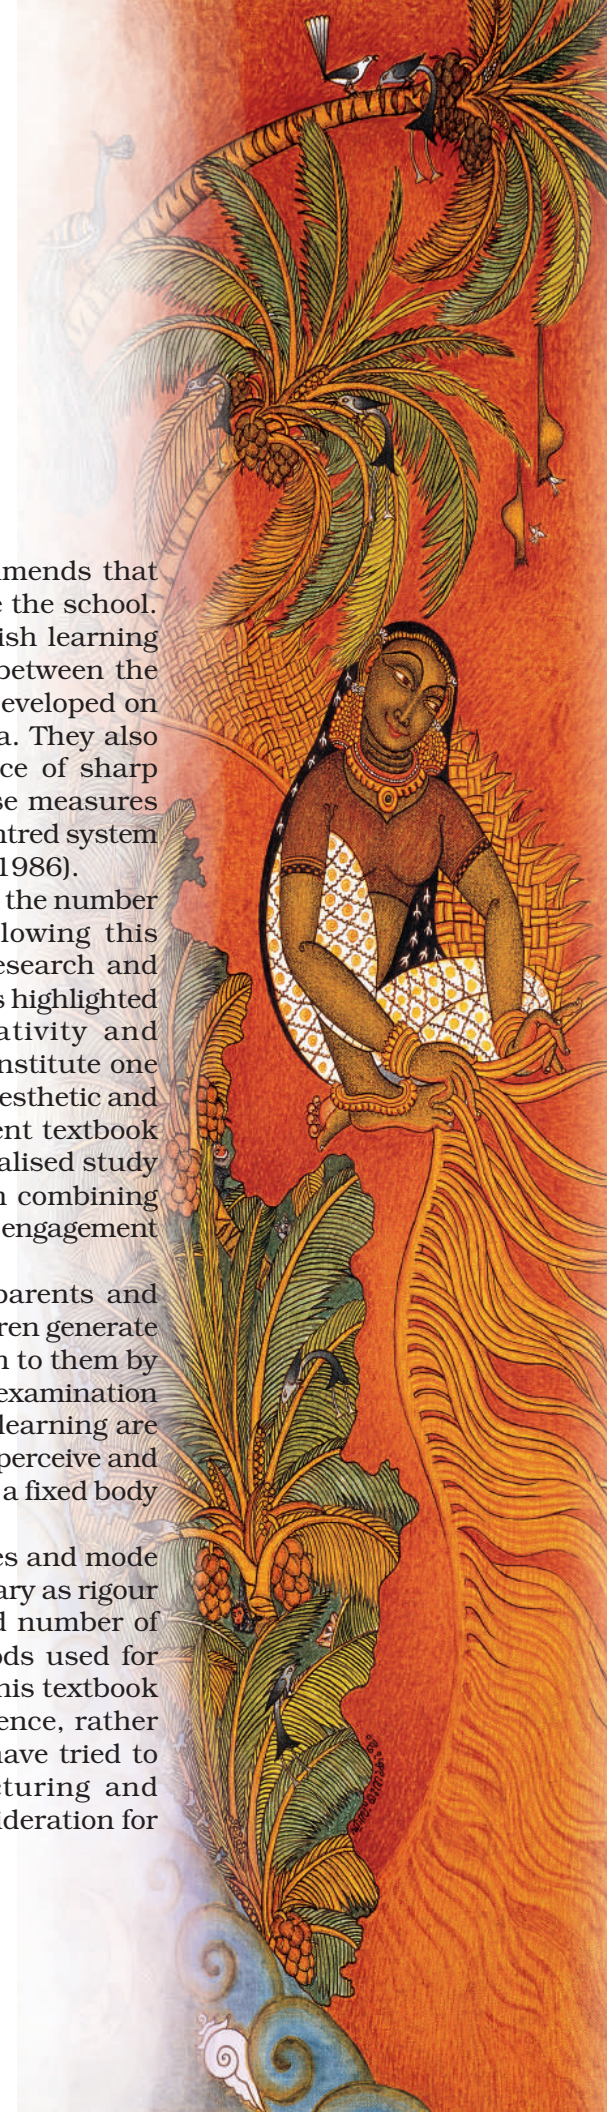 mends that
the school.
ish learning
between the
eveloped on
a. They also
ce of sharp
se measures
ntred system
1986).
the number
lowing this
esearch and
s highlighted
ativity and
nstitute one
esthetic and
ent textbook
alised study
combining
engagement
parents and
ren generate
n to them by
examination
learning are
perceive and
a fixed body
es and mode
ary as rigour
d number of
ods used for
his textbook
ence, rather
have tried to
cturing and
ideration for